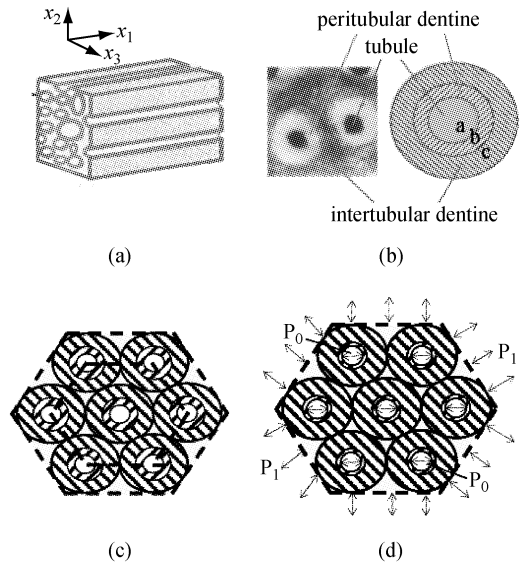 x2
x1
x3
(a)
peritubular dentine
tubule
a
b
c
intertubular dentine
(b)
(c)
P0
P1
P1
P0
(d)